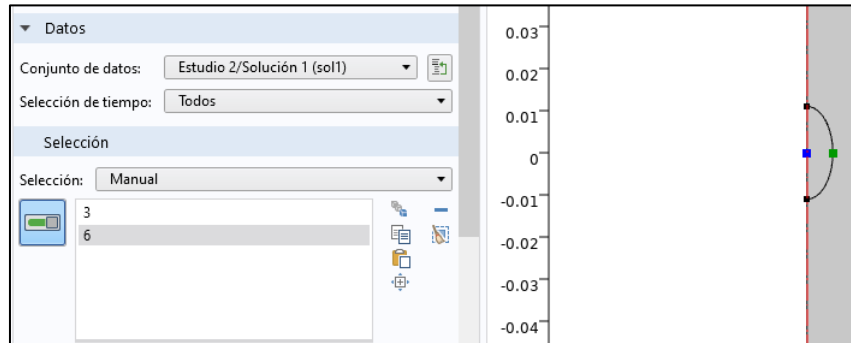 Datos
Conjunto de datos: Estudio 2/Solución 1 (sol1)
Selección de tiempo: Todos
Selección
Selección: Manual
3
6
0.03
0.02
0.01
0
-0.01
-0.02
-0.03
-0.04